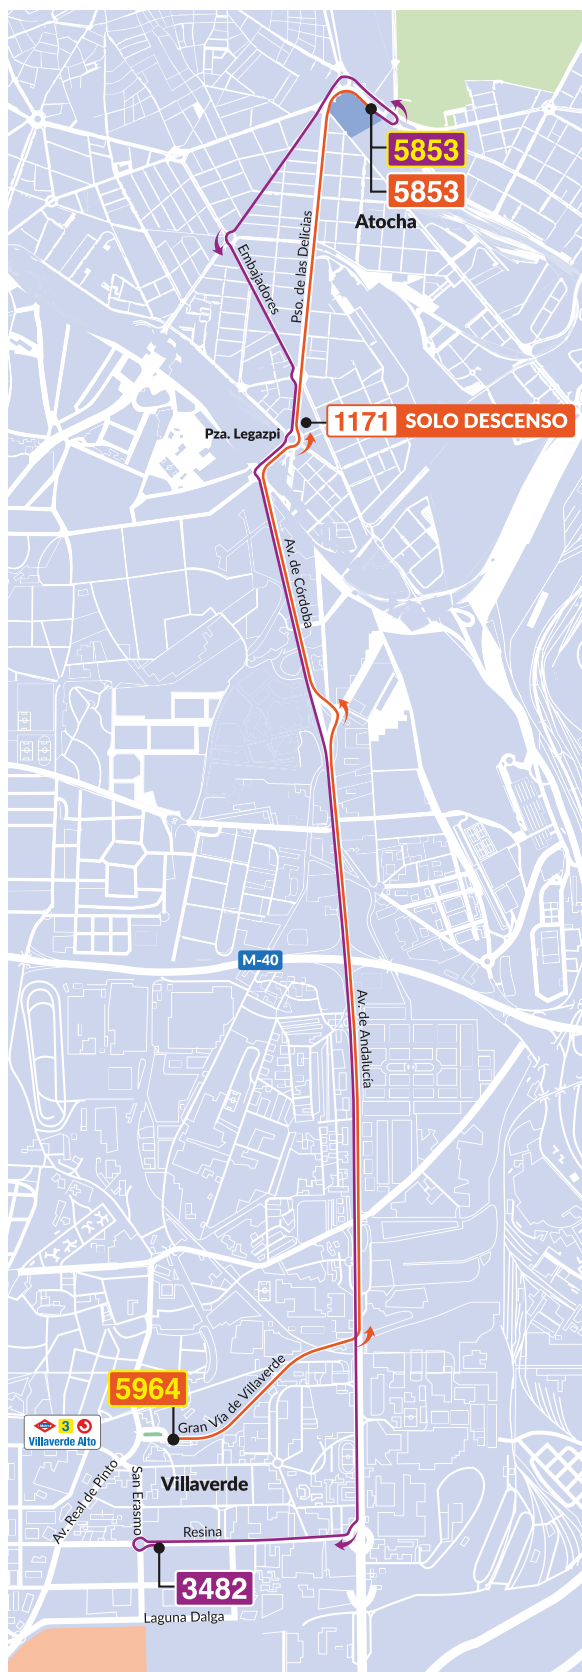 5853
5853
Atocha
Pso. de las Delicias
Embajadores
1171 SOLO DESCENSO
Pza. Legazpi
Av. de Córdoba
M-40
Av. de Andalucía
5964
Gran Vía de Villaverde
METRO 3
Villaverde Alto
Villaverde
Av. Real de Pinto
San Erasmo
Resina
3482
Laguna Dalga